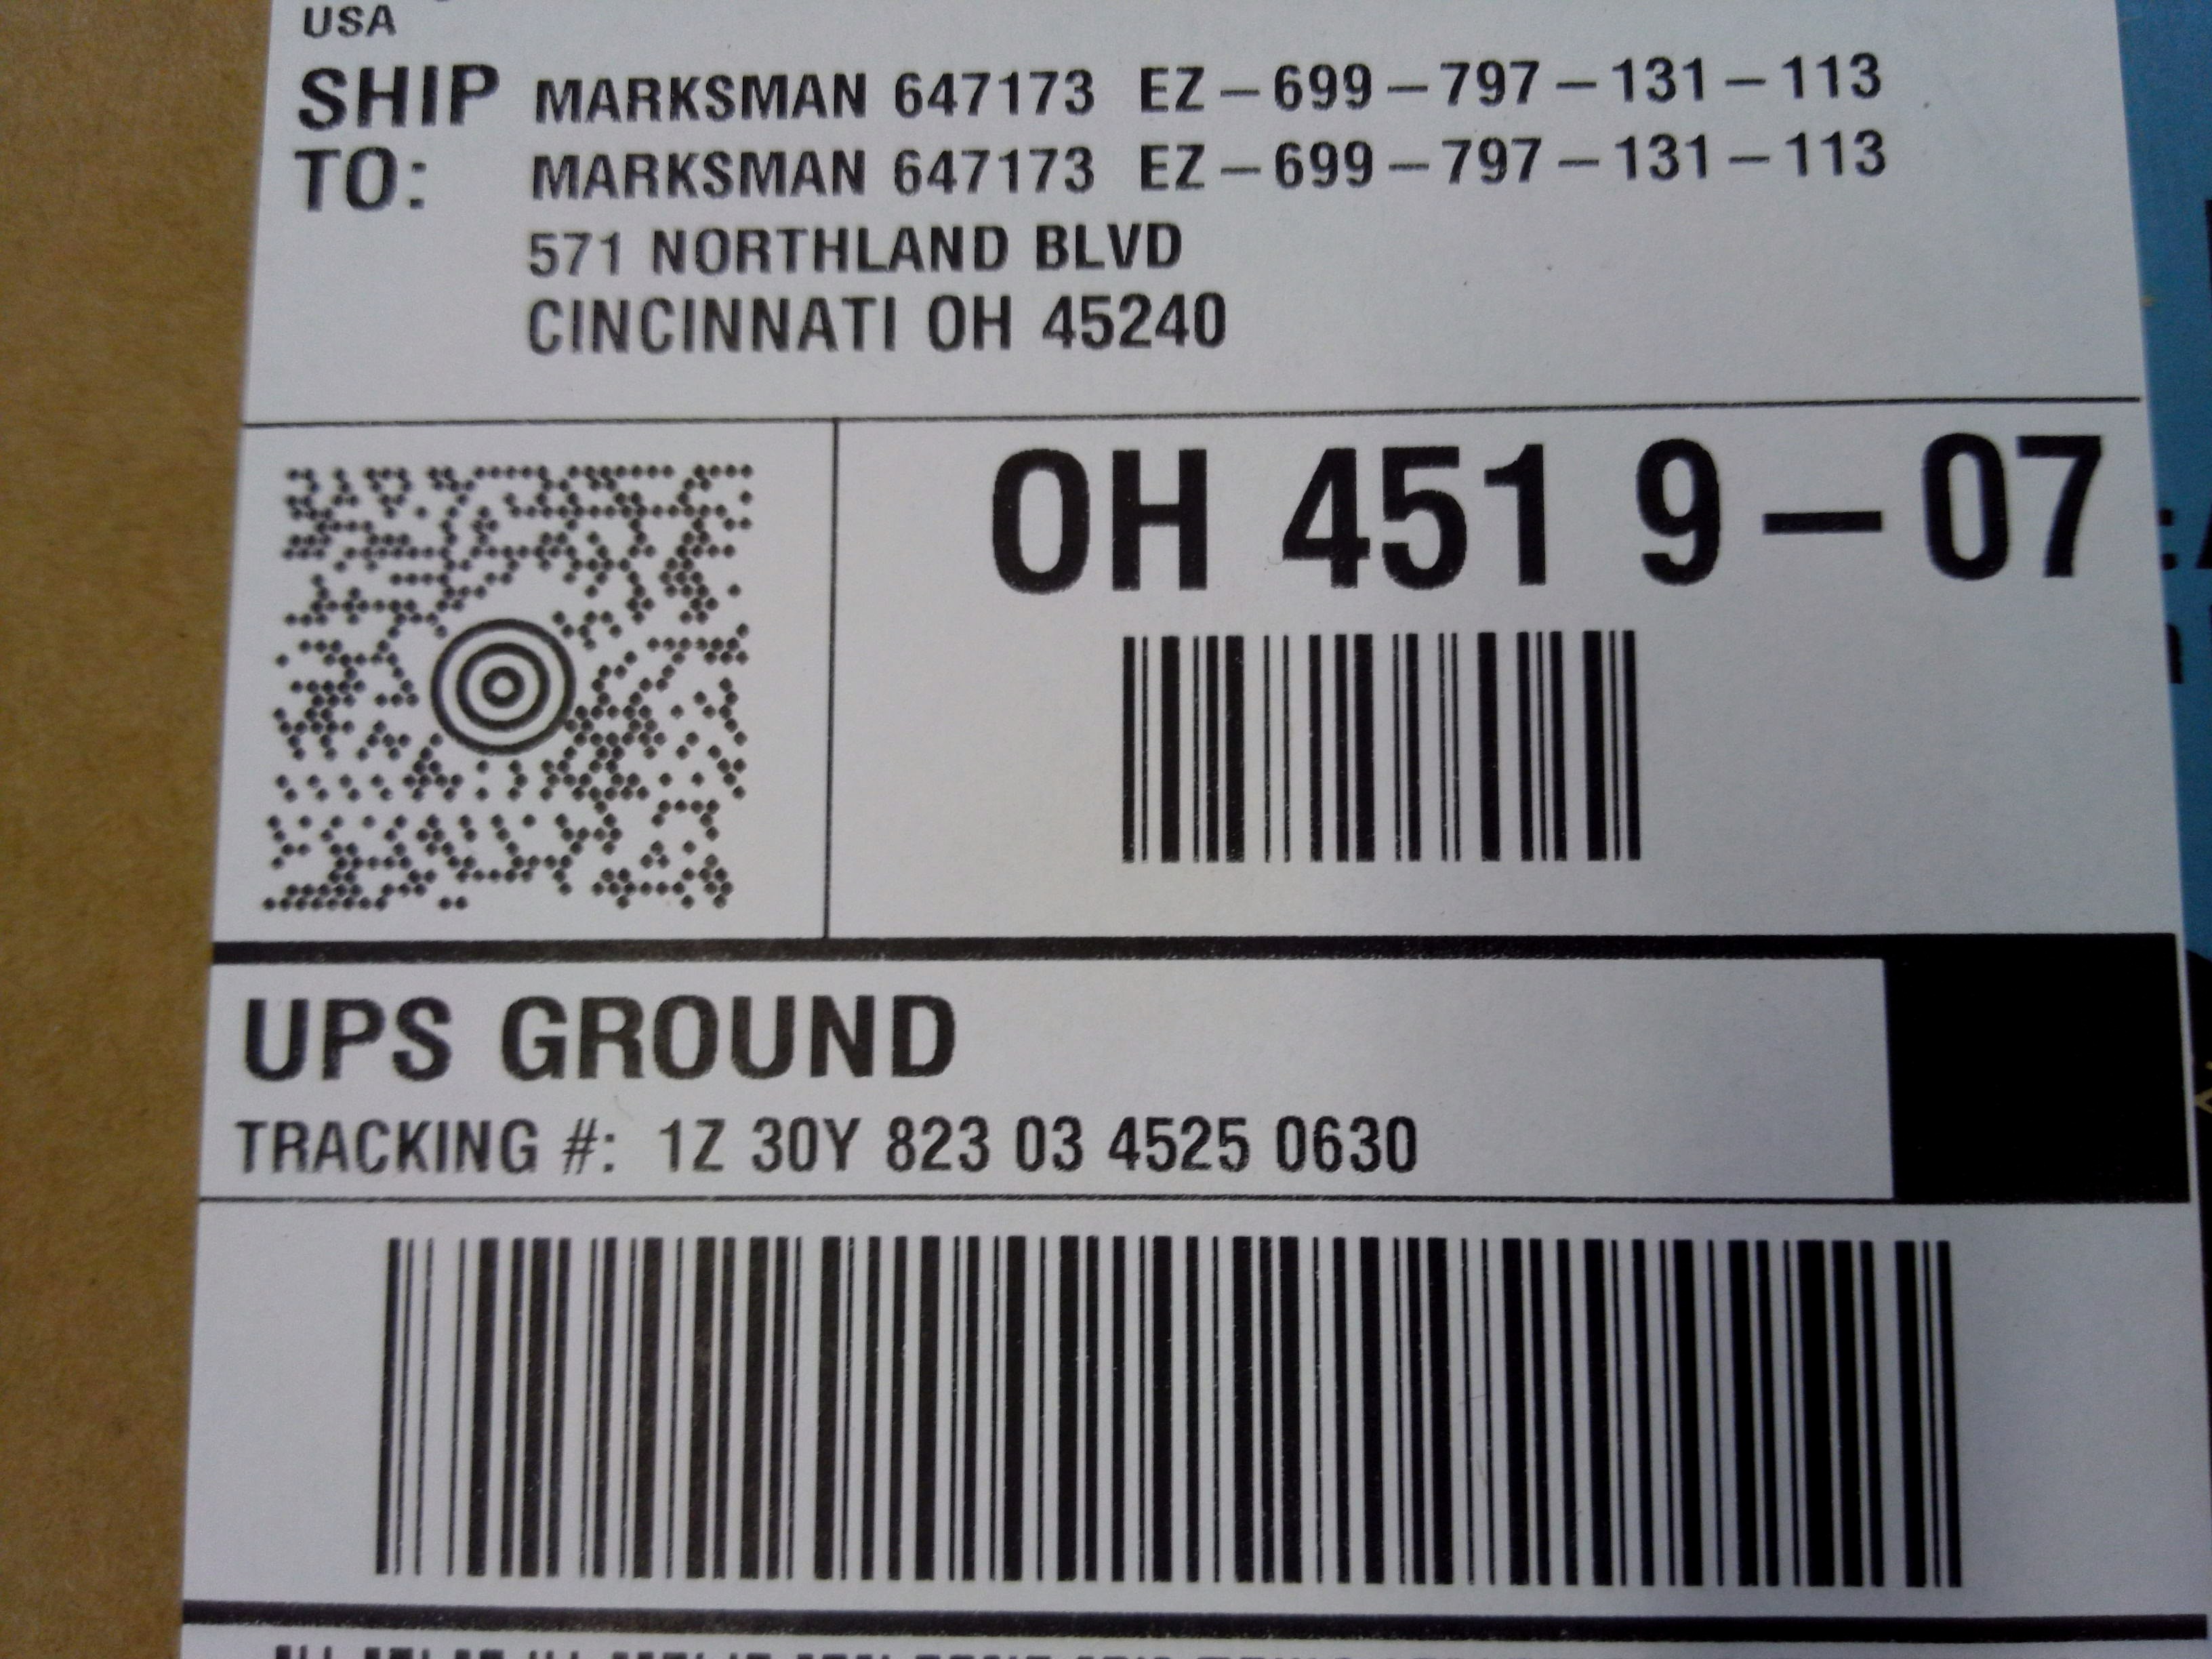 USA
SHIP TO:
MARKSMAN 647173 EZ-699-797-131-113
MARKSMAN 647173 EZ-699-797-131-113
571 NORTHLAND BLVD
CINCINNATI OH 45240
OH 451 9-07
UPS GROUND
TRACKING #: 1Z 30Y 823 03 4525 0630